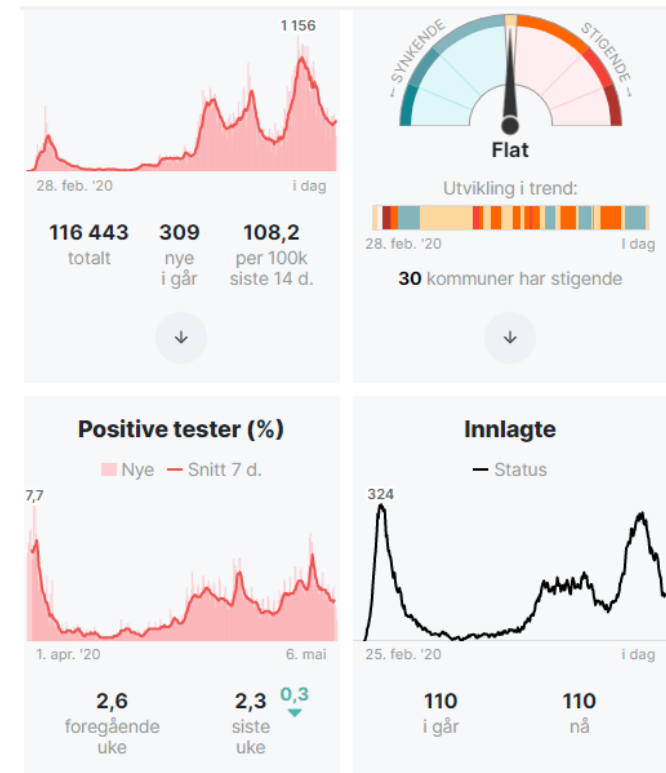 1 156
28. feb. '20
i dag
116 443
totalt
309
nye
i går
108,2
per 100k
siste 14 d.
← SYNKENDE
STIGENDE →
Flat
Utvikling i trend:
28. feb. '20
I dag
30 kommuner har stigende
Positive tester (%)
Nye
Snitt 7 d.
7,7
1. apr. '20
6. mai
2,6
foregående
uke
2,3
0,3
siste
uke
Innlagte
Status
324
25. feb. '20
i dag
110
i går
110
nå